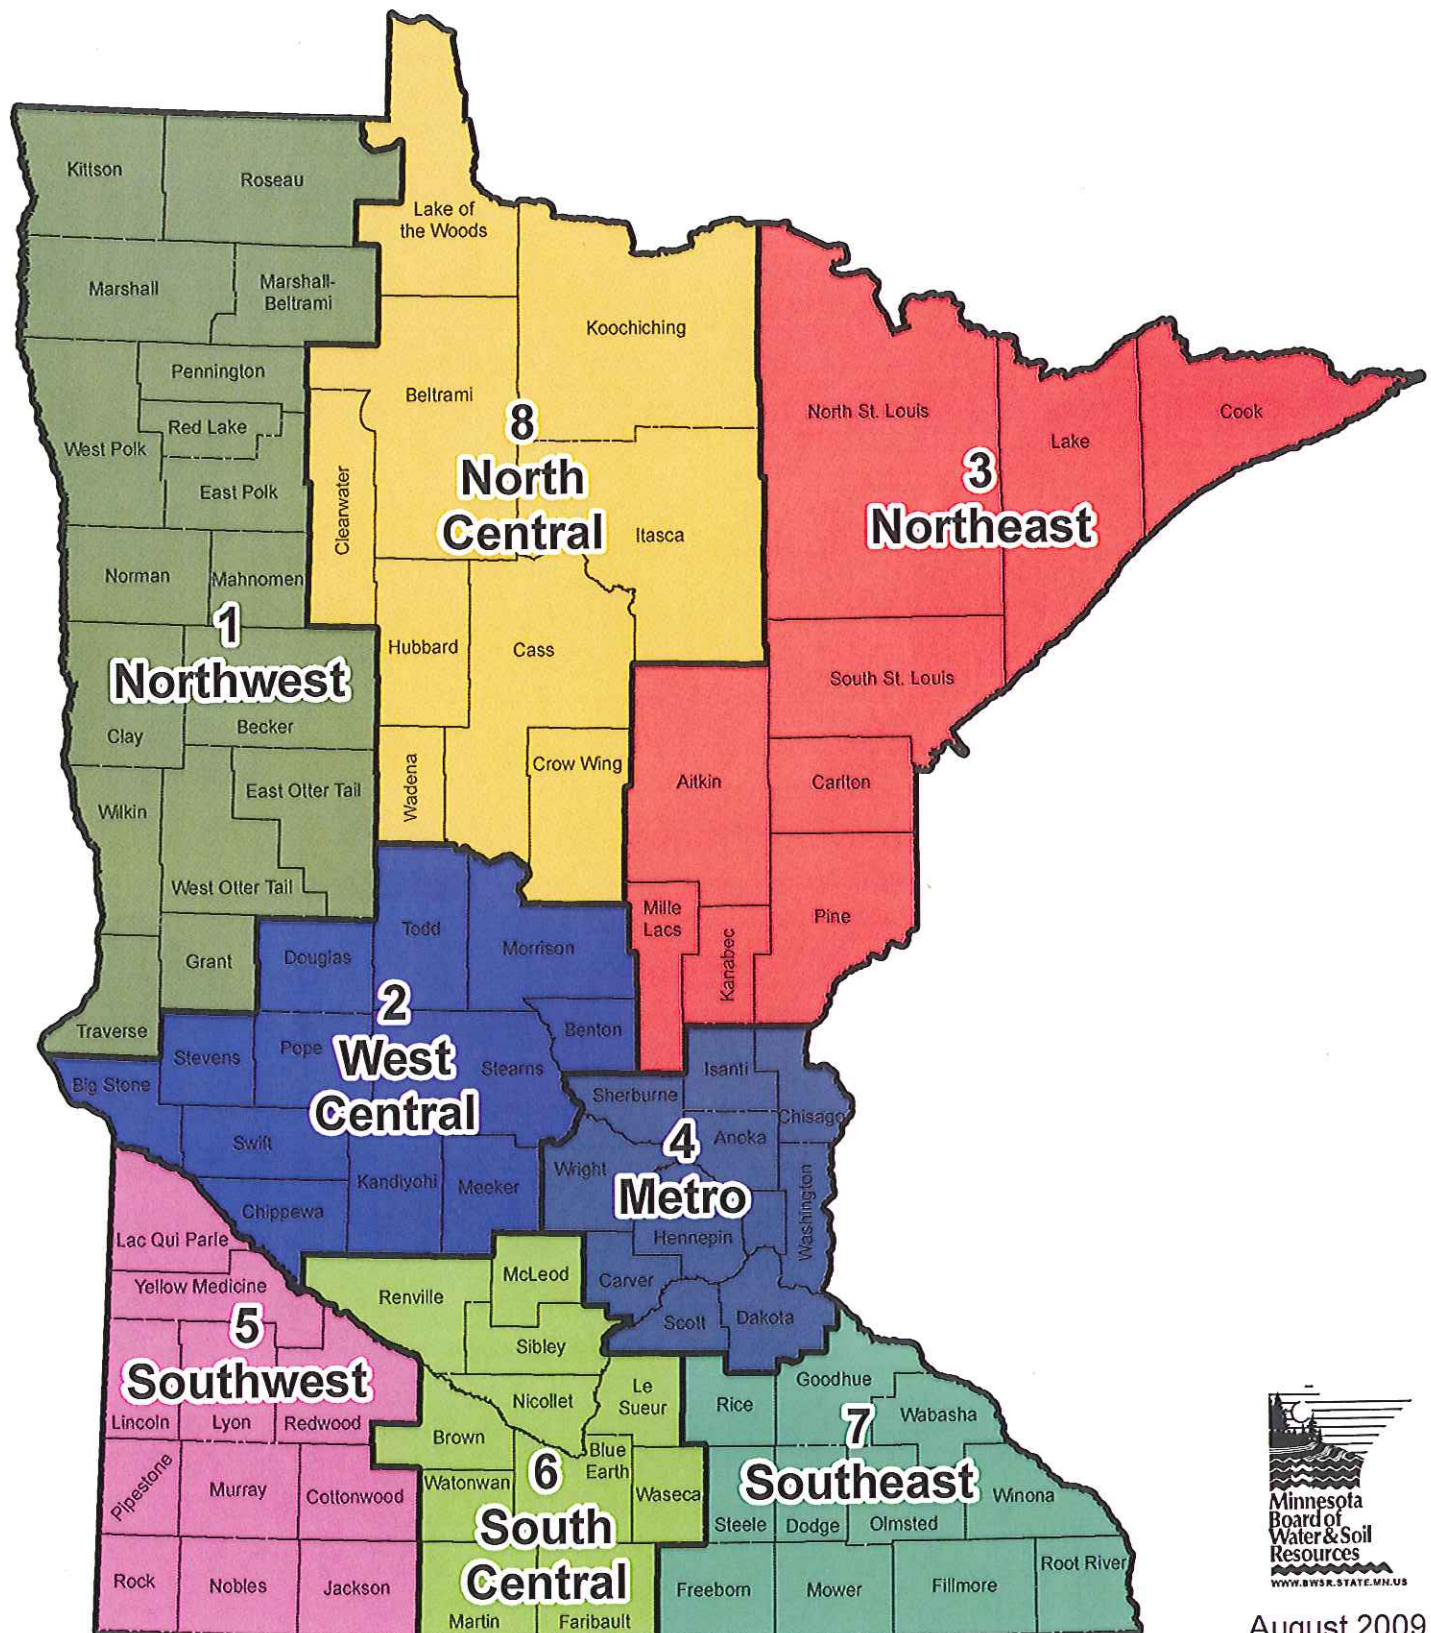 Kittson
Roseau
Lake of
the Woods
Marshall
Marshall-
Beltrami
Koochiching
Pennington
Beltrami
Red Lake
West Polk
East Polk
Clearwater
8
North
Central
Itasca
North St. Louis
Lake
Cook
3
Northeast
Norman
Mahnomen
1
Northwest
Hubbard
Cass
South St. Louis
Clay
Becker
Wadena
Crow Wing
Aitkin
Carlton
Wilkin
East Otter Tail
West Otter Tail
Mille
Lacs
Kanabec
Pine
Grant
Douglas
Todd
Morrison
2
West
Central
Traverse
Stevens
Pope
Stearns
Benton
Big Stone
Swift
Kandiyohi
Meeker
Chippewa
Isanti
Sherburne
Chisago
Anoka
4
Metro
Wright
Washington
Hennepin
Carver
Scott
Dakota
Lac Qui Parle
Yellow Medicine
5
Southwest
Lincoln
Lyon
Redwood
Pipestone
Murray
Cottonwood
Rock
Nobles
Jackson
McLeod
Renville
Sibley
Nicollet
Le
Sueur
Brown
Blue
Earth
Watonwan
Waseca
6
South
Central
Martin
Faribault
Rice
Goodhue
Wabasha
7
Southeast
Steele
Dodge
Olmsted
Winona
Freeborn
Mower
Fillmore
Root River
Minnesota
Board of
Water & Soil
Resources
WWW.BWSR.STATE.MN.US
August 2009